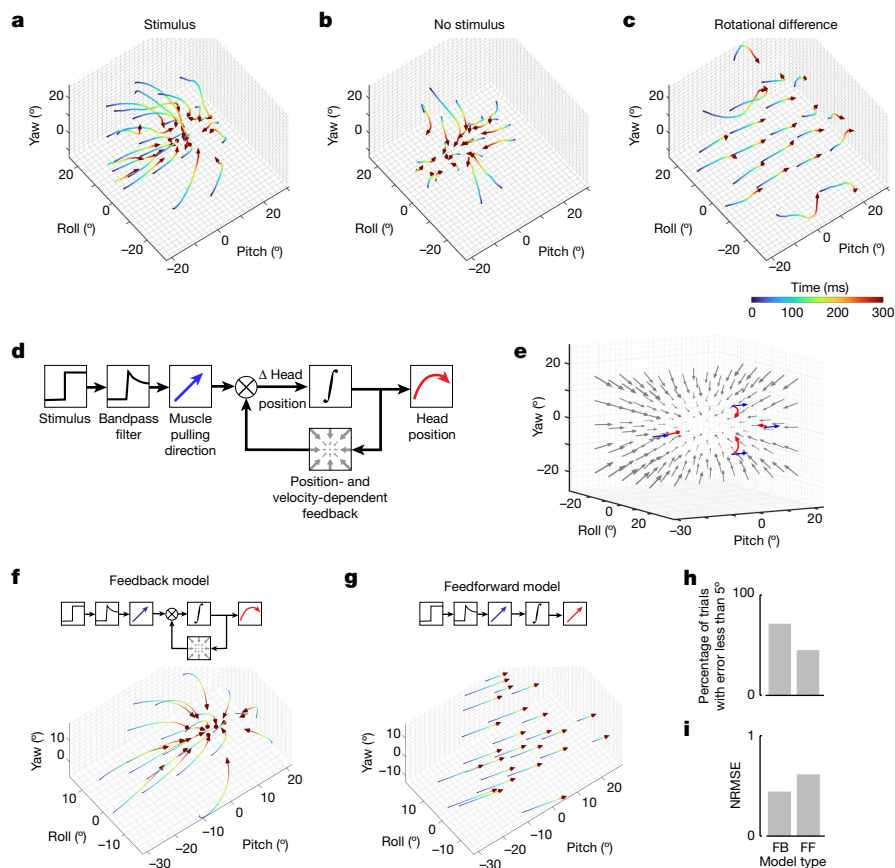 a
Stimulus
Yaw (º)
20
0
20
0
–20
Roll (º)
–20
0
20
Pitch (º)
b
No stimulus
Yaw (º)
20
0
20
0
–20
Roll (º)
–20
0
20
Pitch (º)
c
Rotational difference
Yaw (º)
20
0
20
0
–20
Roll (º)
–20
0
20
Pitch (º)
Time (ms)
0 100 200 300
d
Stimulus
Bandpass
filter
Muscle
pulling
direction
Δ Head
position
∫
Head
position
Position- and
velocity-dependent
feedback
e
Yaw (º)
20
0
–20
–20
0
20
Roll (º)
–30
0
20
Pitch (º)
f
Feedback model
∫
Yaw (º)
10
0
10
0
–10
Roll (º)
–30
–20
–10
0
10
20
Pitch (º)
g
Feedforward model
∫
Yaw (º)
10
0
–10
10
0
–10
Roll (º)
–30
–20
–10
0
10
20
Pitch (º)
h
Percentage of trials
with error less than 5º
100
0
i
NRMSE
1
0
FB FF
Model type